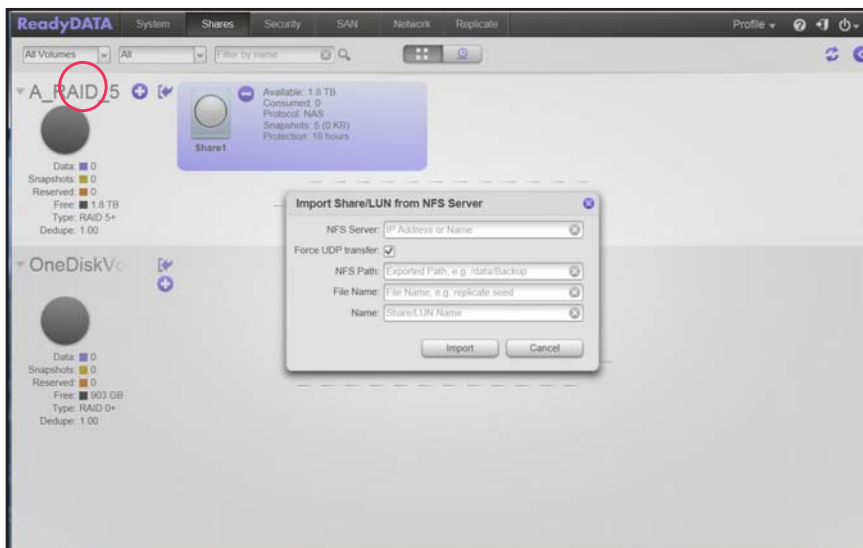 ReadyDATA System Shares Security SAN Network Replicate Profile
All Volumes All Filter by name
A_RAID_5
Available: 1.8 TB
Consumed: 0
Protocol: NAS
Snapshots: 5 (0 KB)
Protection: 18 hours
Share1
Data: 0
Snapshots: 0
Reserved: 0
Free: 1.8 TB
Type: RAID 5+
Dedupe: 1.00
Import Share/LUN from NFS Server
NFS Server: IP Address or Name
Force UDP transfer:
NFS Path: Exported Path, e.g. /data/Backup
File Name: File Name, e.g. replicate.seed
Name: Share/LUN Name
Import Cancel
OneDiskVo
Data: 0
Snapshots: 0
Reserved: 0
Free: 903 GB
Type: RAID 0+
Dedupe: 1.00